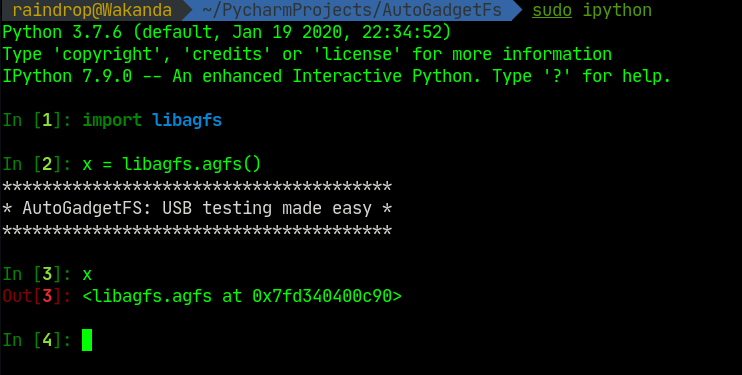 raindrop@Wakanda ~/PycharmProjects/AutoGadgetFs sudo ipython
Python 3.7.6 (default, Jan 19 2020, 22:34:52)
Type 'copyright', 'credits' or 'license' for more information
IPython 7.9.0 -- An enhanced Interactive Python. Type '?' for help.
In [1]: import libagfs
In [2]: x = libagfs.agfs()
***************************************
* AutoGadgetFS: USB testing made easy *
***************************************
In [3]: x
Out[3]: <libagfs.agfs at 0x7fd340400c90>
In [4]: